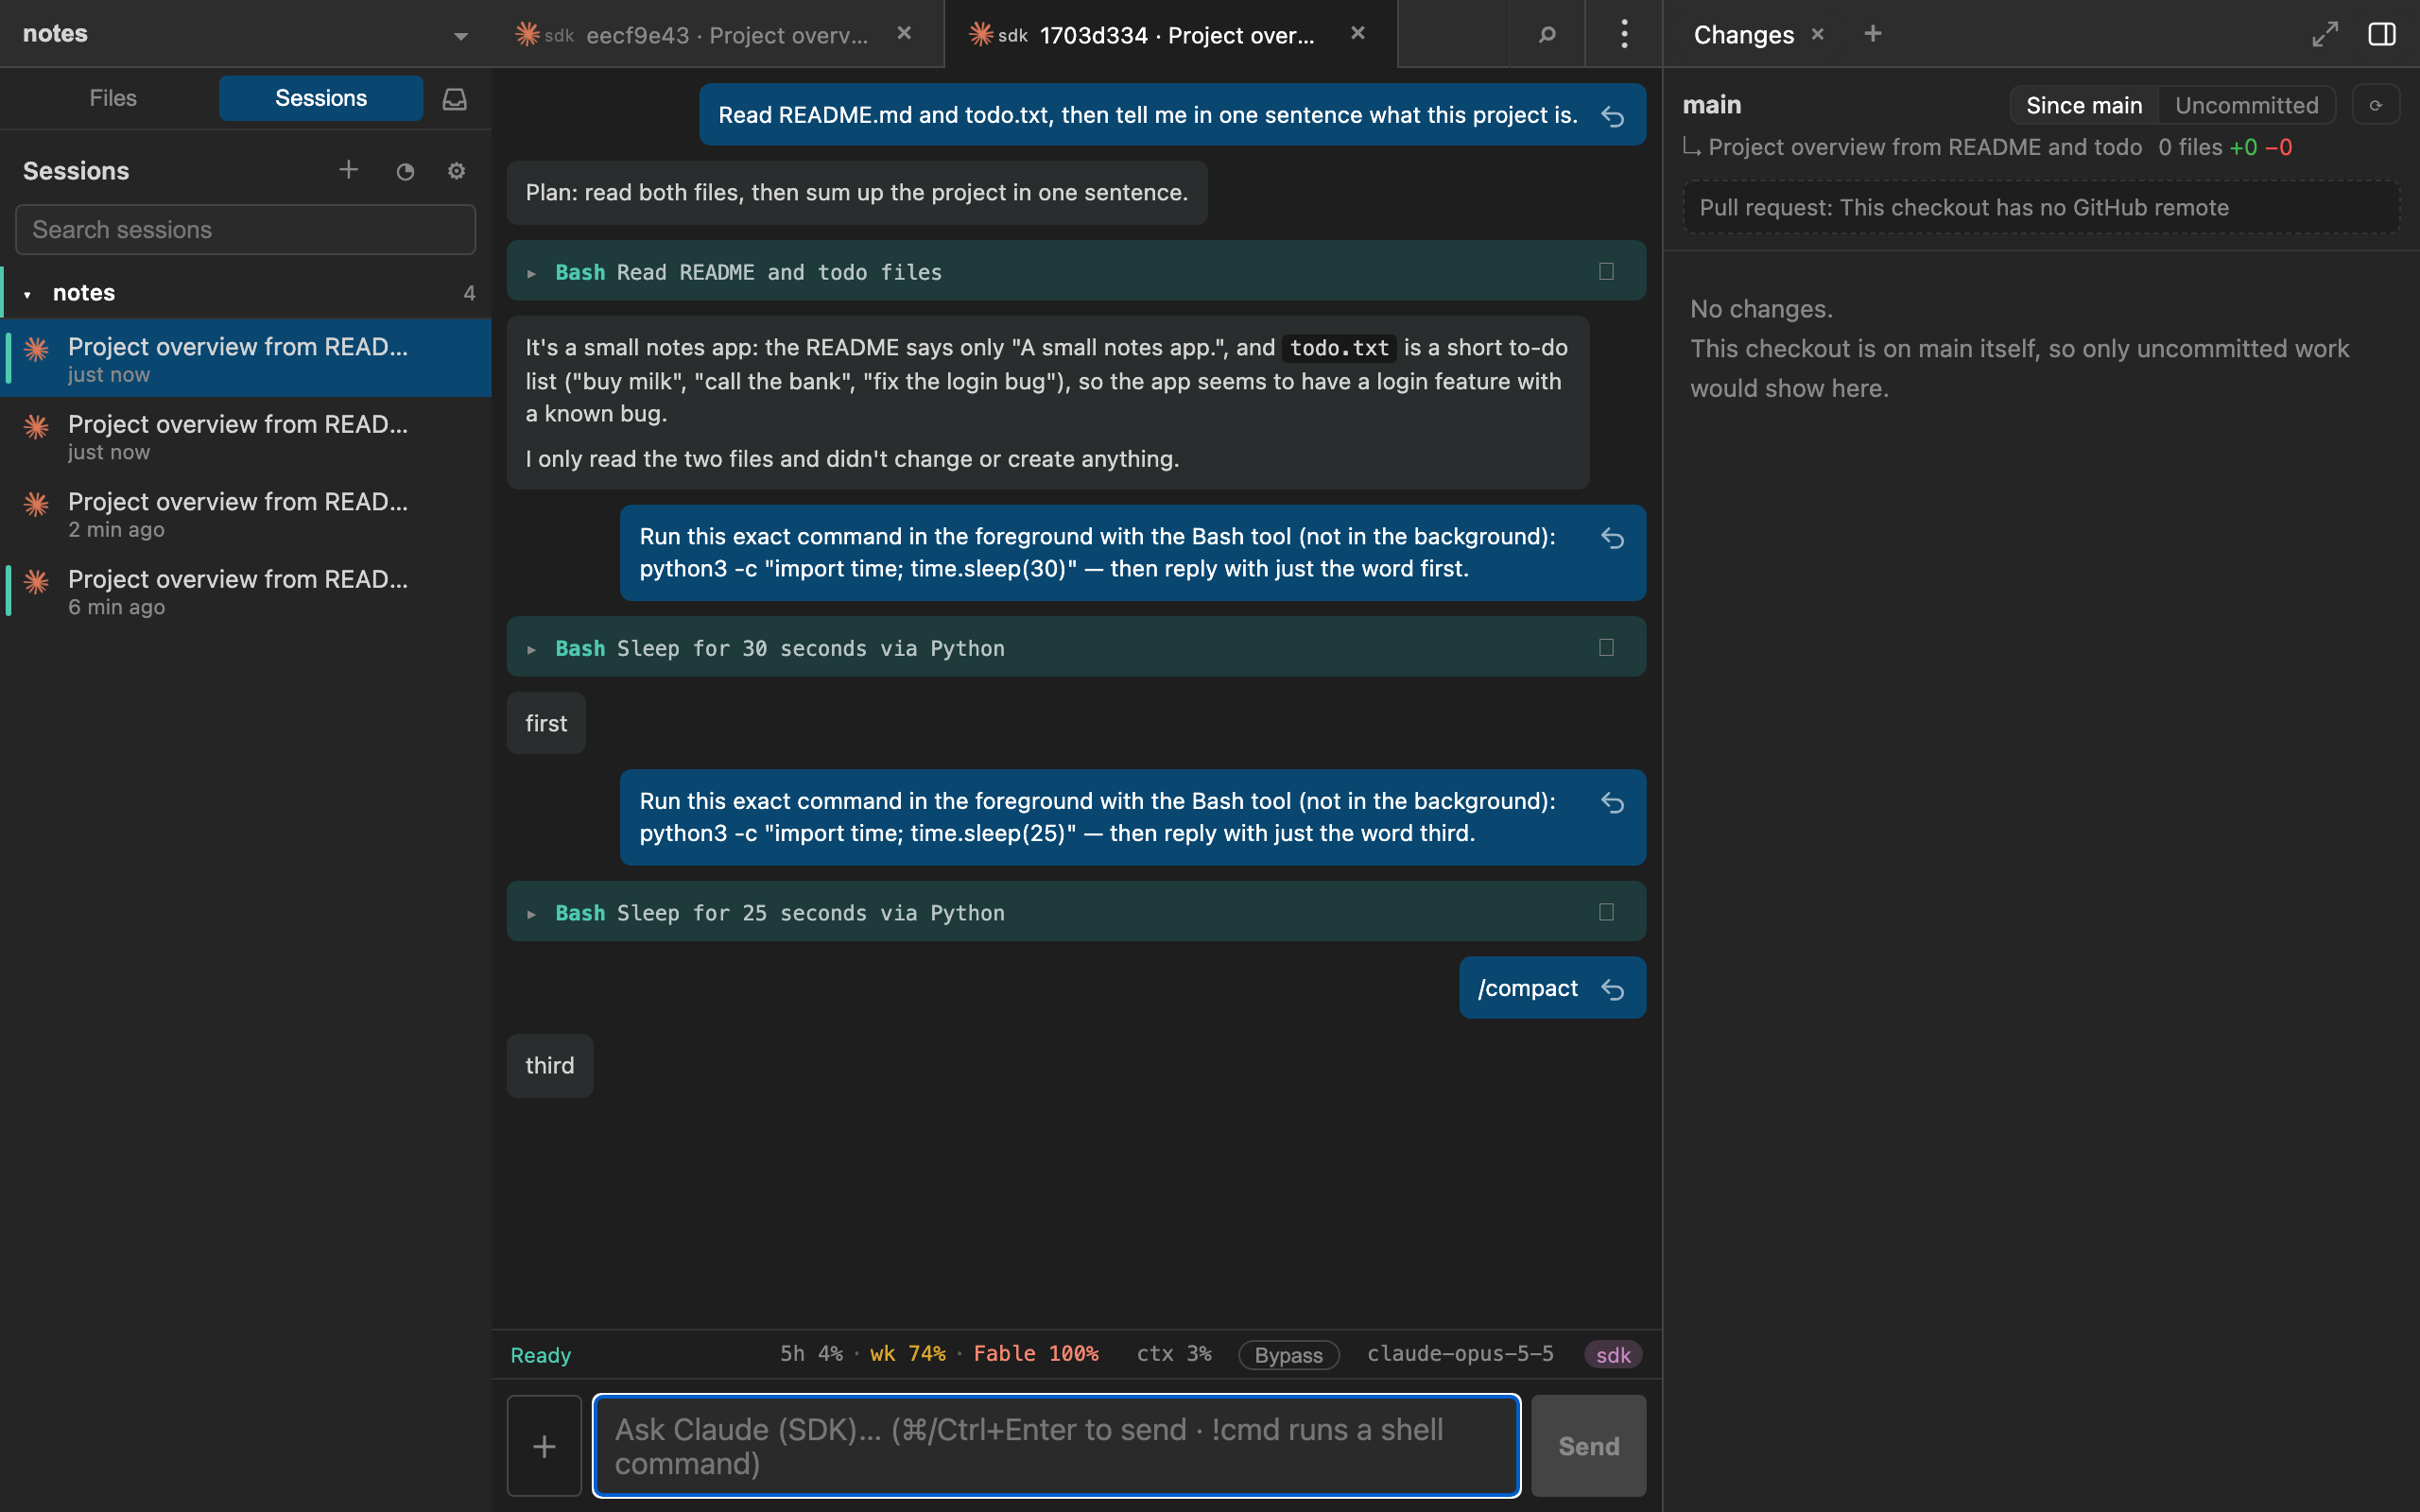 notes
Files
Sessions
Sessions
Search sessions
notes
4
Project overview from READ...
just now
Project overview from READ...
just now
Project overview from READ...
2 min ago
Project overview from READ...
6 min ago
sdk eecf9e43 · Project overv...
sdk 1703d334 · Project over...
Read README.md and todo.txt, then tell me in one sentence what this project is.
Plan: read both files, then sum up the project in one sentence.
Bash Read README and todo files
It's a small notes app: the README says only "A small notes app.", and todo.txt is a short to-do
list ("buy milk", "call the bank", "fix the login bug"), so the app seems to have a login feature with
a known bug.
I only read the two files and didn't change or create anything.
Run this exact command in the foreground with the Bash tool (not in the background):
python3 -c "import time; time.sleep(30)" — then reply with just the word first.
Bash Sleep for 30 seconds via Python
first
Run this exact command in the foreground with the Bash tool (not in the background):
python3 -c "import time; time.sleep(25)" — then reply with just the word third.
Bash Sleep for 25 seconds via Python
/compact
third
Ready
5h 4% · wk 74% · Fable 100%
ctx 3%
Bypass
claude-opus-5-5
sdk
Ask Claude (SDK)... (⌘/Ctrl+Enter to send · !cmd runs a shell
command)
Send
Changes
main
Since main
Uncommitted
Project overview from README and todo 0 files +0 −0
Pull request: This checkout has no GitHub remote
No changes.
This checkout is on main itself, so only uncommitted work
would show here.